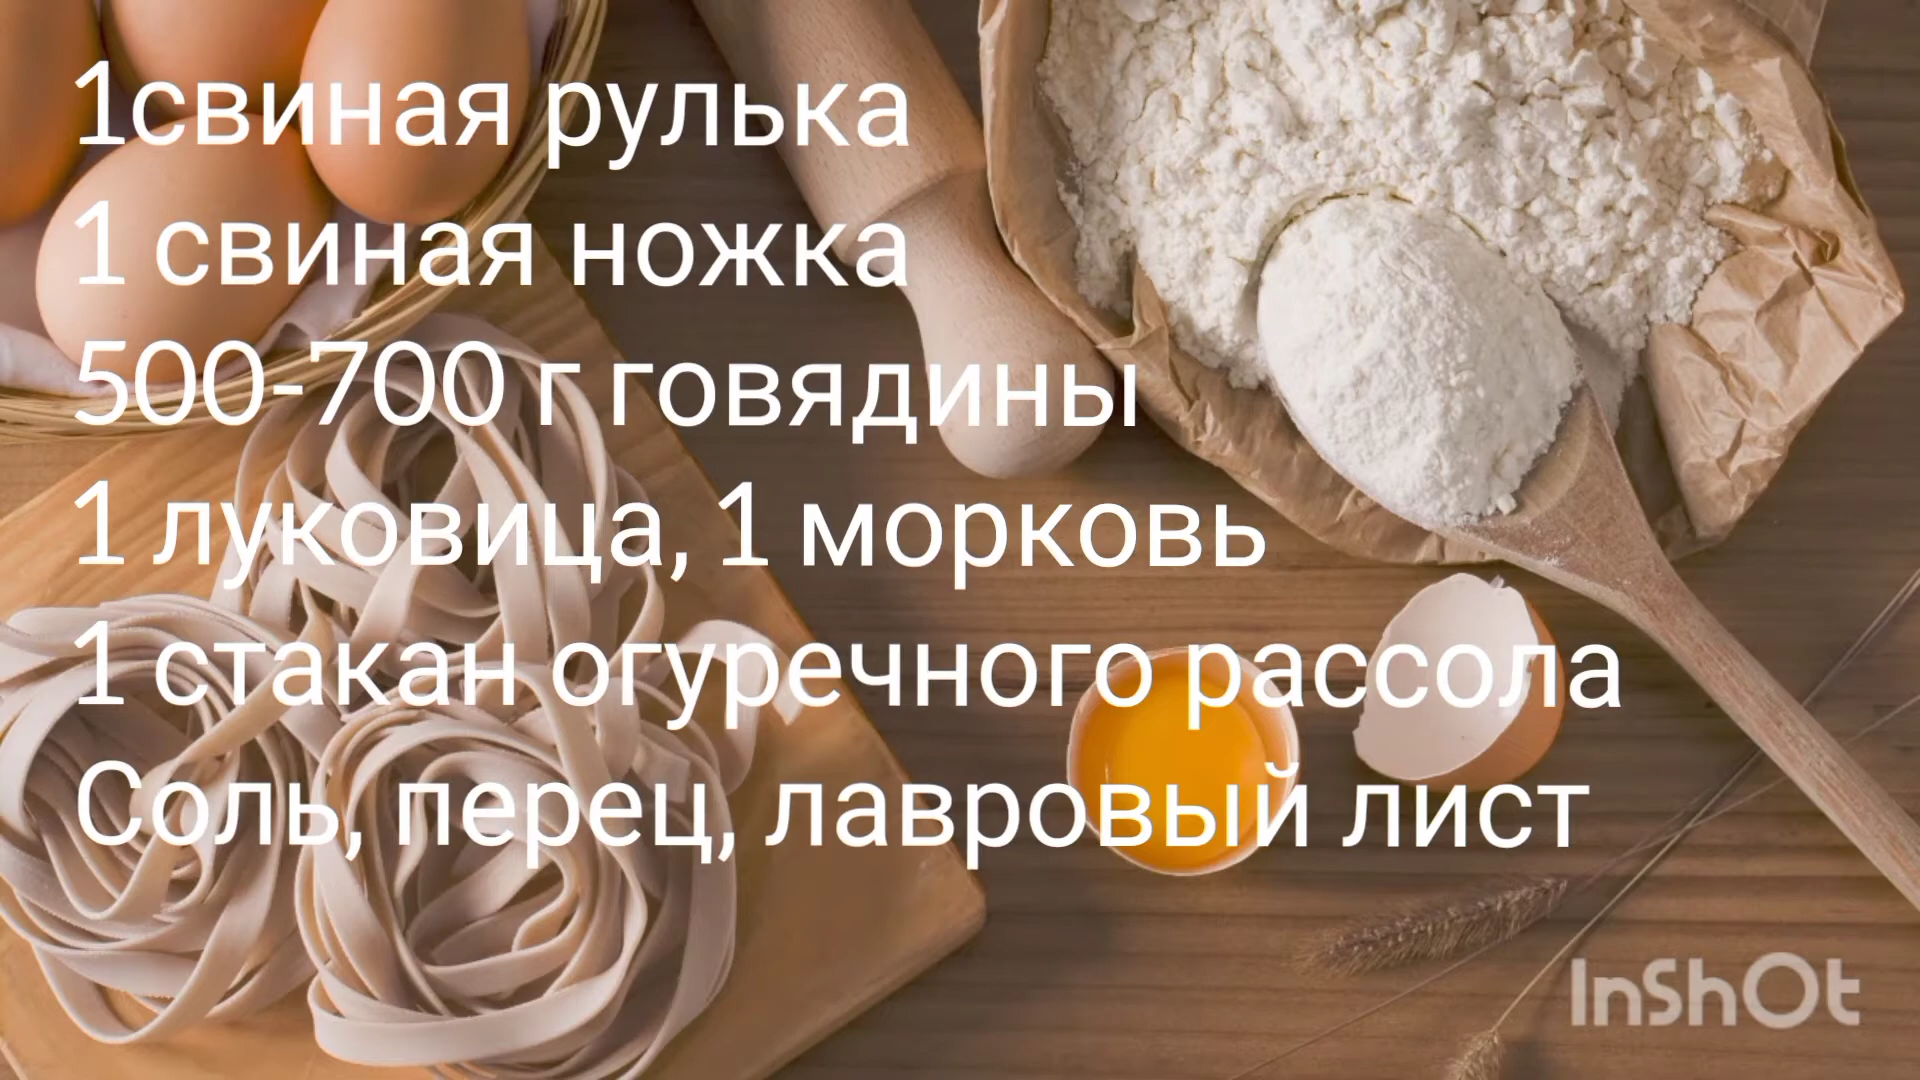 1свиная рулька
1 свиная ножка
500-700 г говядины
1 луковица, 1 морковь
1 стакан огуречного рассола
Соль, перец, лавровый лист
InShOt